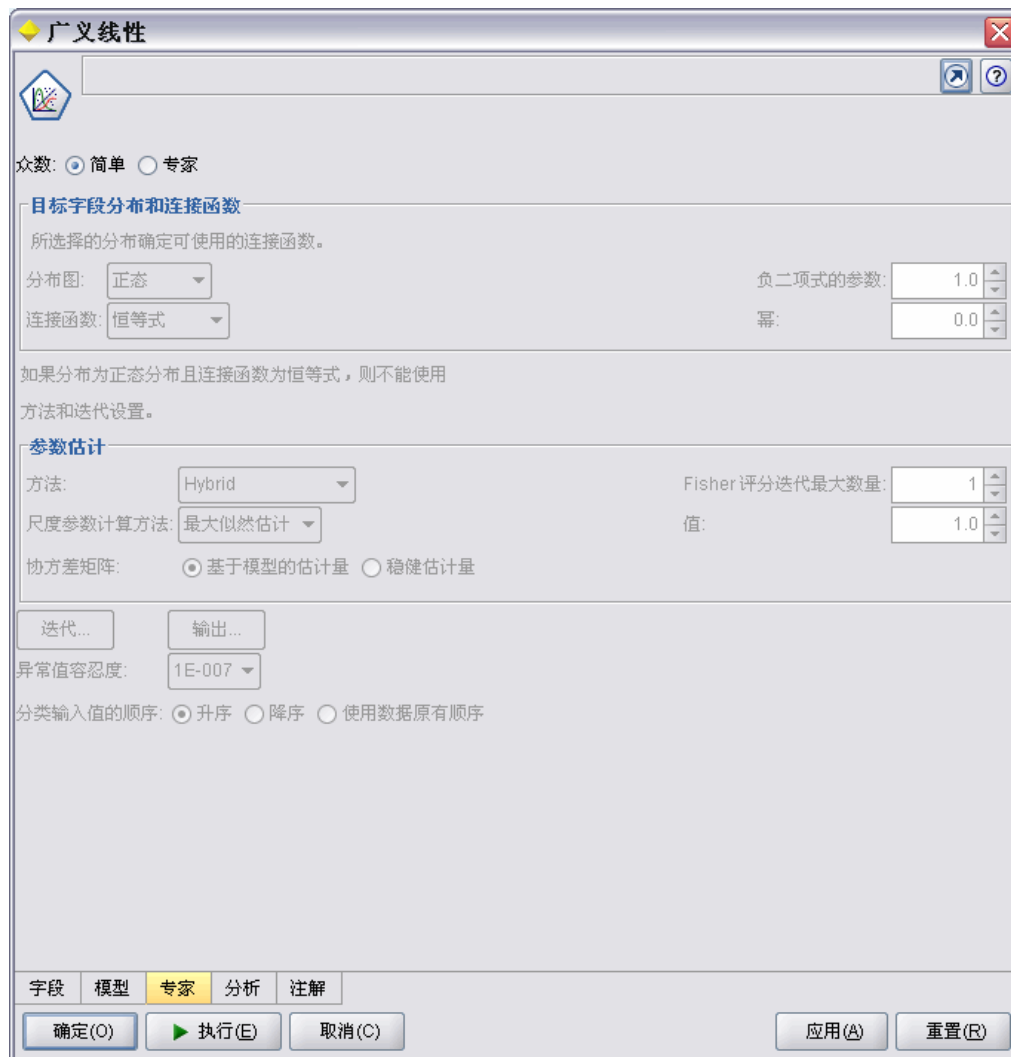 广义线性
众数: 简单 专家
目标字段分布和连接函数
所选择的分布确定可使用的连接函数。
分布图: 正态 负二项式的参数: 1.0
连接函数: 恒等式 幂: 0.0
如果分布为正态分布且连接函数为恒等式，则不能使用
方法和迭代设置。
参数估计
方法: Hybrid Fisher 评分迭代最大数量: 1
尺度参数计算方法: 最大似然估计 值: 1.0
协方差矩阵: 基于模型的估计量 稳健估计量
迭代... 输出...
异常值容忍度: 1E-007
分类输入值的顺序: 升序 降序 使用数据原有顺序
字段 模型 专家 分析 注解
确定(O) 执行(E) 取消(C) 应用(A) 重置(R)